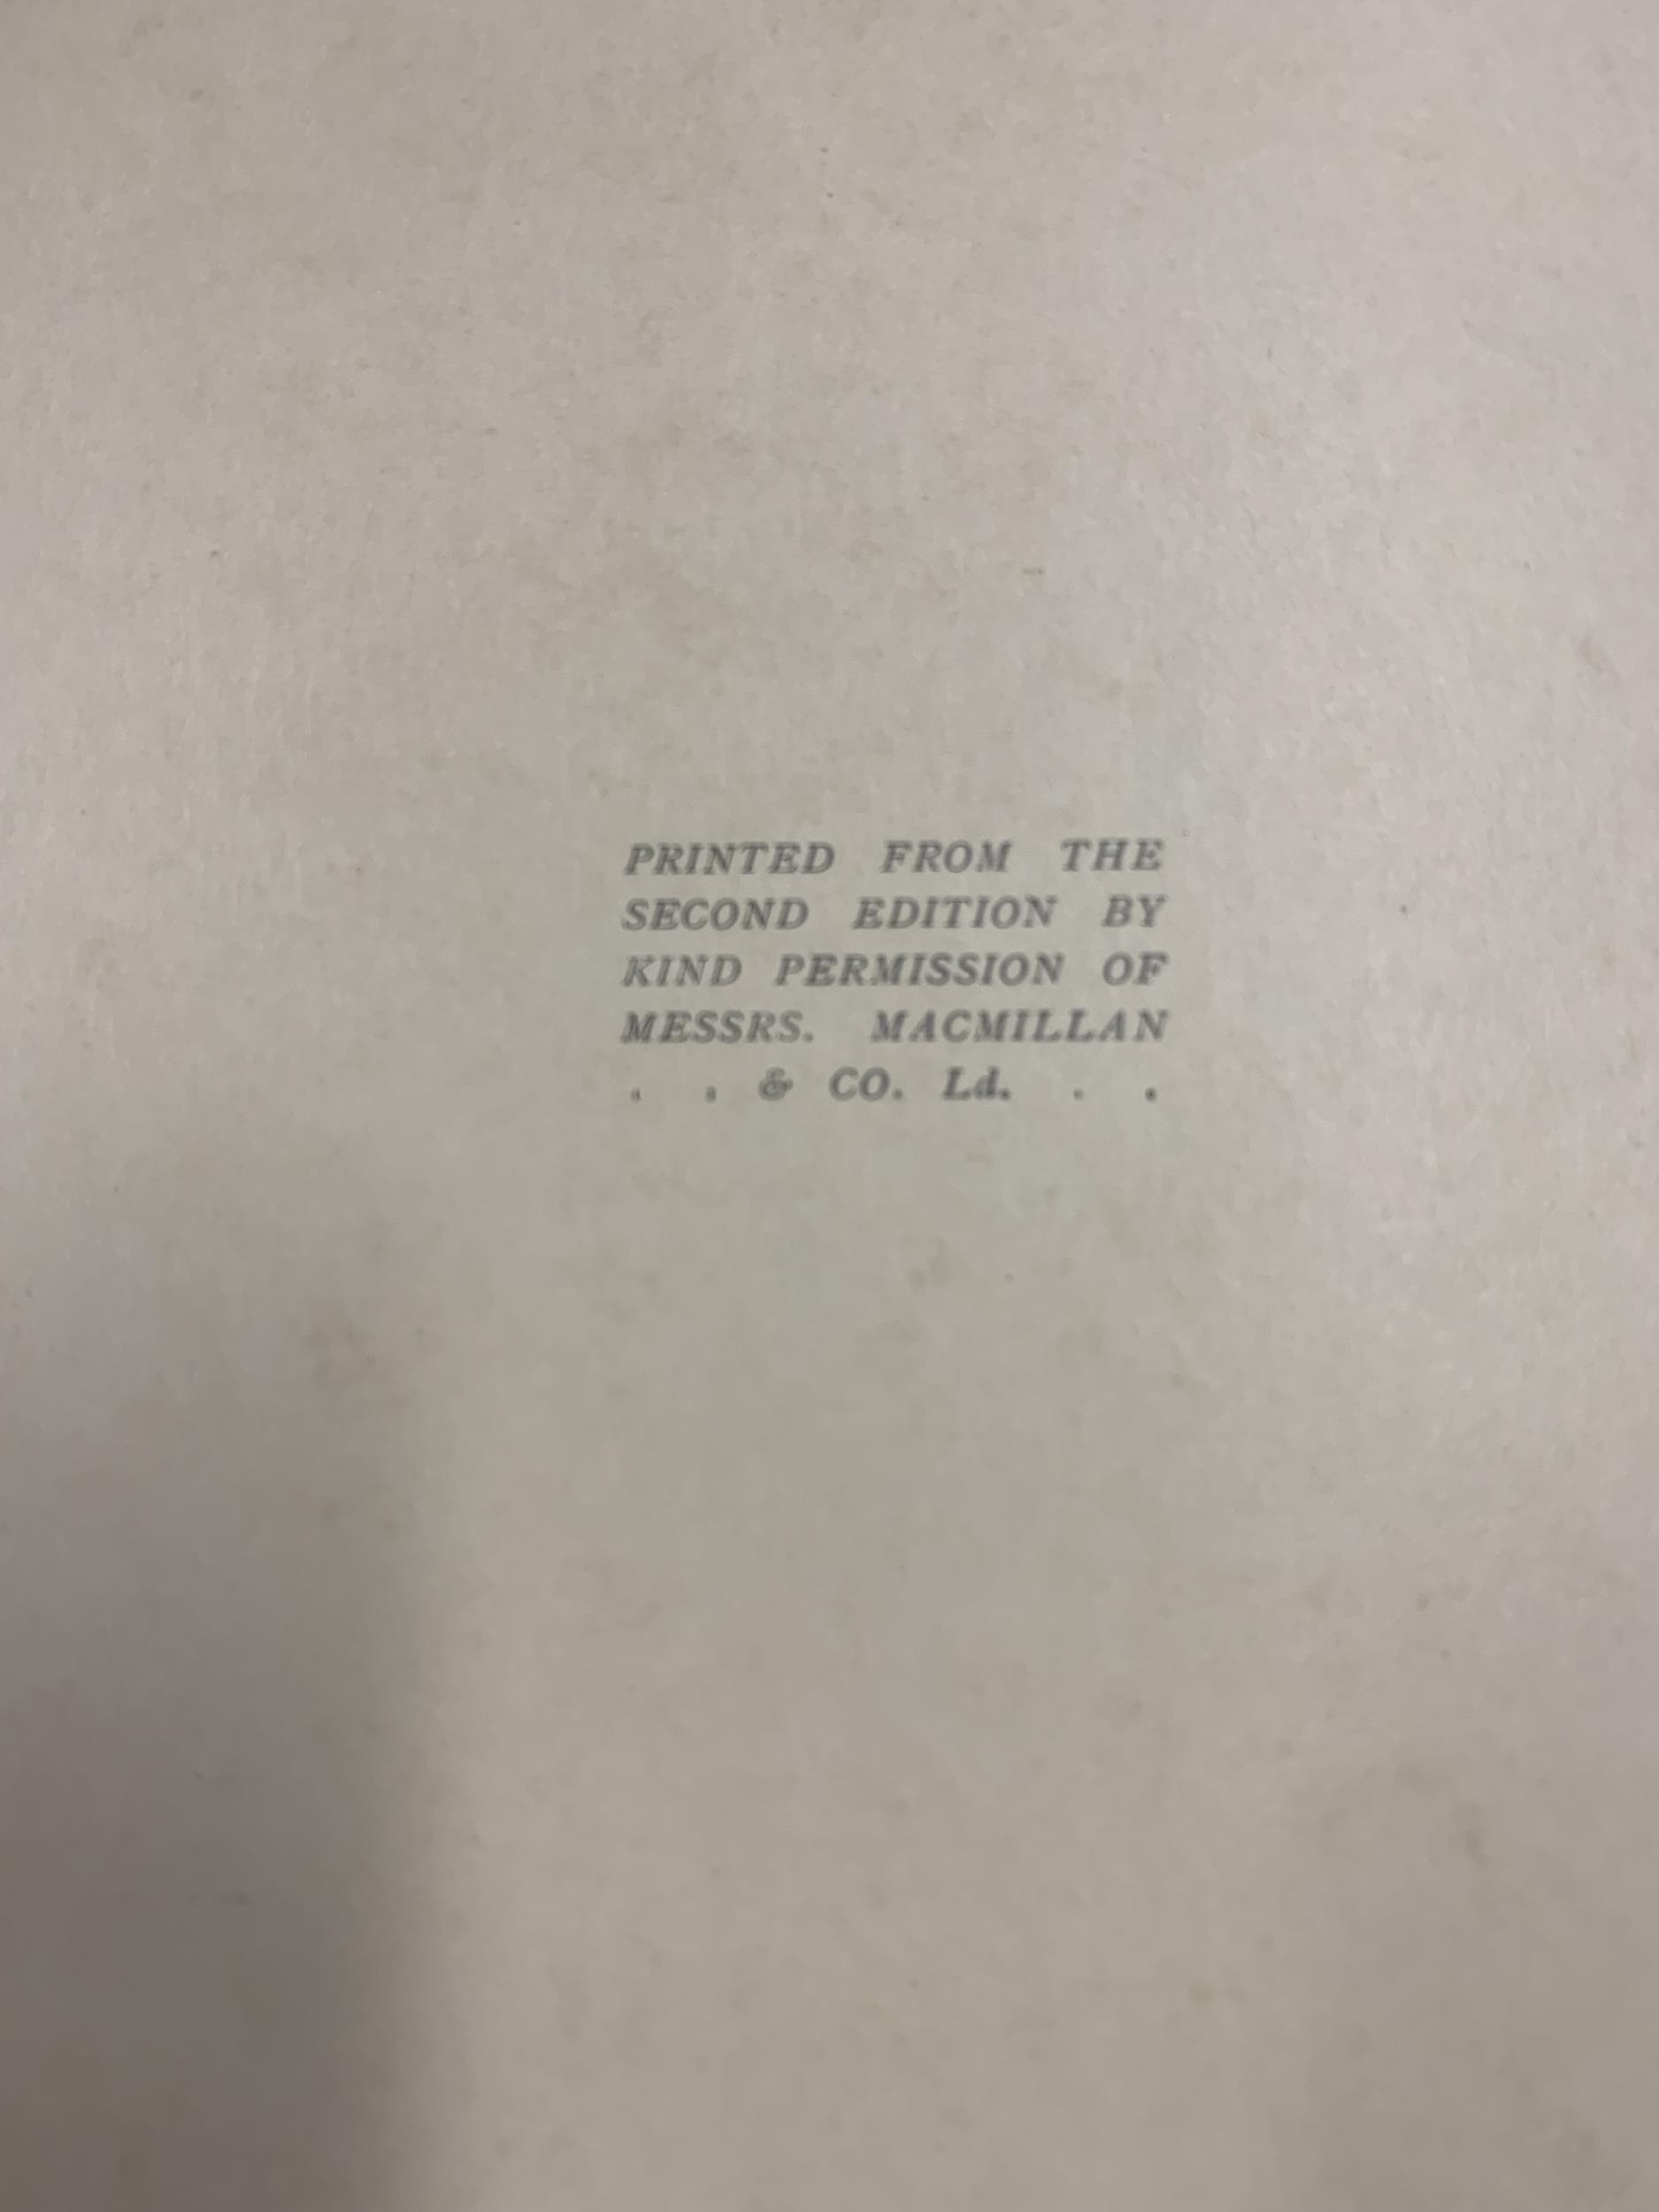 PRINTED FROM THE
SECOND EDITION BY
KIND PERMISSION OF
MESSRS. MACMILLAN
. . & CO. Ld. . .